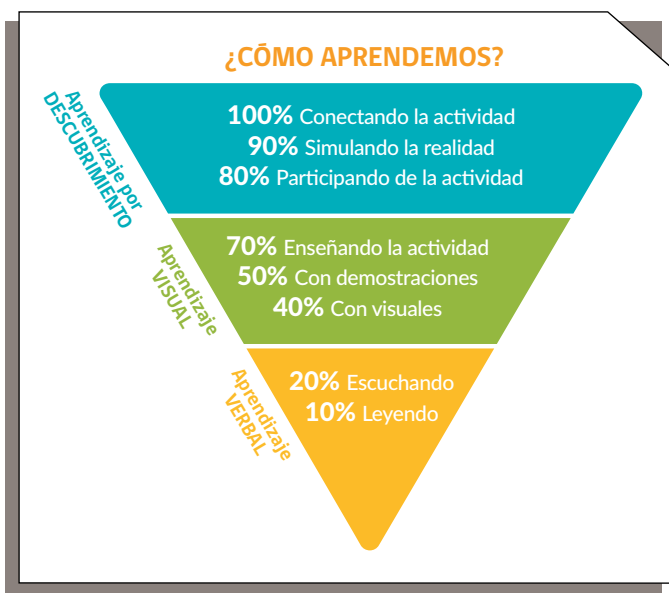 ¿CÓMO APRENDEMOS?
Aprendizaje por
DESCUBRIMIENTO
100% Conectando la actividad
90% Simulando la realidad
80% Participando de la actividad
Aprendizaje
VISUAL
70% Enseñando la actividad
50% Con demostraciones
40% Con visuales
Aprendizaje
VERBAL
20% Escuchando
10% Leyendo